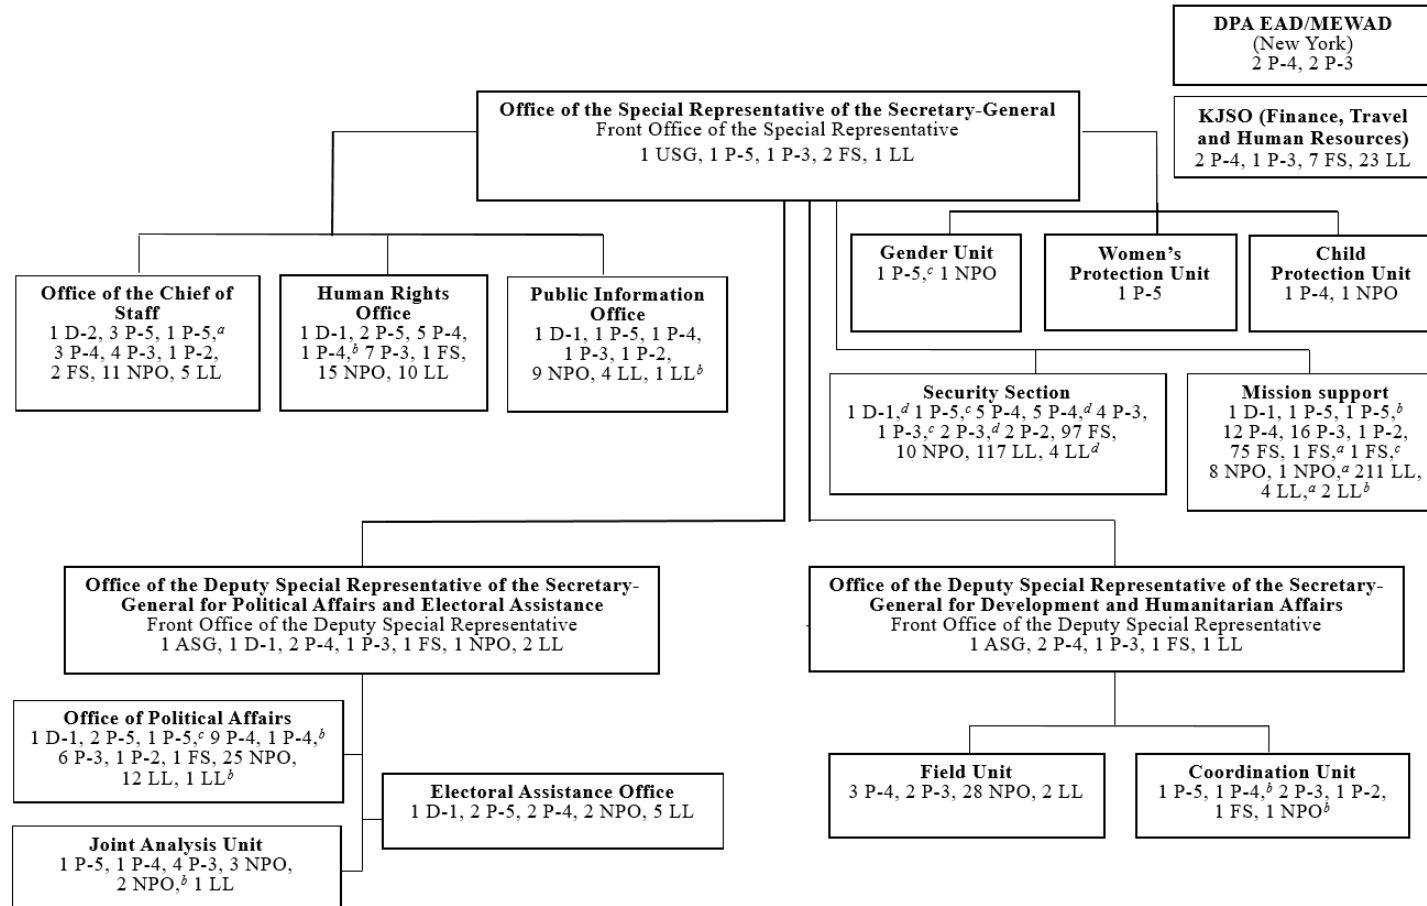 DPA EAD/MEWAD
(New York)
2 P-4, 2 P-3
Office of the Special Representative of the Secretary-General
Front Office of the Special Representative
1 USG, 1 P-5, 1 P-3, 2 FS, 1 LL
KJSO (Finance, Travel
and Human Resources)
2 P-4, 1 P-3, 7 FS, 23 LL
Office of the Chief of
Staff
1 D-2, 3 P-5, 1 P-5,a
3 P-4, 4 P-3, 1 P-2,
2 FS, 11 NPO, 5 LL
Human Rights
Office
1 D-1, 2 P-5, 5 P-4,
1 P-4,b 7 P-3, 1 FS,
15 NPO, 10 LL
Public Information
Office
1 D-1, 1 P-5, 1 P-4,
1 P-3, 1 P-2,
9 NPO, 4 LL, 1 LLb
Gender Unit
1 P-5,c 1 NPO
Women's
Protection Unit
1 P-5
Child
Protection Unit
1 P-4, 1 NPO
Security Section
1 D-1,d 1 P-5,c 5 P-4, 5 P-4,d 4 P-3,
1 P-3,c 2 P-3,d 2 P-2, 97 FS,
10 NPO, 117 LL, 4 LLd
Mission support
1 D-1, 1 P-5, 1 P-5,b
12 P-4, 16 P-3, 1 P-2,
75 FS, 1 FS,a 1 FS,c
8 NPO, 1 NPO,a 211 LL,
4 LL,a 2 LLb
Office of the Deputy Special Representative of the Secretary-
General for Political Affairs and Electoral Assistance
Front Office of the Deputy Special Representative
1 ASG, 1 D-1, 2 P-4, 1 P-3, 1 FS, 1 NPO, 2 LL
Office of the Deputy Special Representative of the Secretary-
General for Development and Humanitarian Affairs
Front Office of the Deputy Special Representative
1 ASG, 2 P-4, 1 P-3, 1 FS, 1 LL
Office of Political Affairs
1 D-1, 2 P-5, 1 P-5,c 9 P-4, 1 P-4,b
6 P-3, 1 P-2, 1 FS, 25 NPO,
12 LL, 1 LLb
Electoral Assistance Office
1 D-1, 2 P-5, 2 P-4, 2 NPO, 5 LL
Joint Analysis Unit
1 P-5, 1 P-4, 4 P-3, 3 NPO,
2 NPO,b 1 LL
Field Unit
3 P-4, 2 P-3, 28 NPO, 2 LL
Coordination Unit
1 P-5, 1 P-4,b 2 P-3, 1 P-2,
1 FS, 1 NPOb